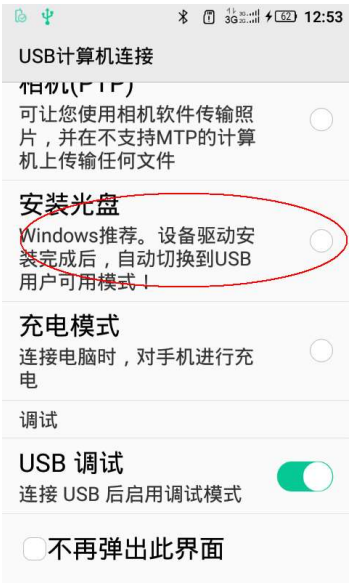 3G 62 12:53
USB计算机连接
相机(PTP)
可让您使用相机软件传输照
片，并在不支持MTP的计算
机上传输任何文件
安装光盘
Windows推荐。设备驱动安
装完成后，自动切换到USB
用户可用模式！
充电模式
连接电脑时，对手机进行充
电
调试
USB 调试
连接 USB 后启用调试模式
不再弹出此界面